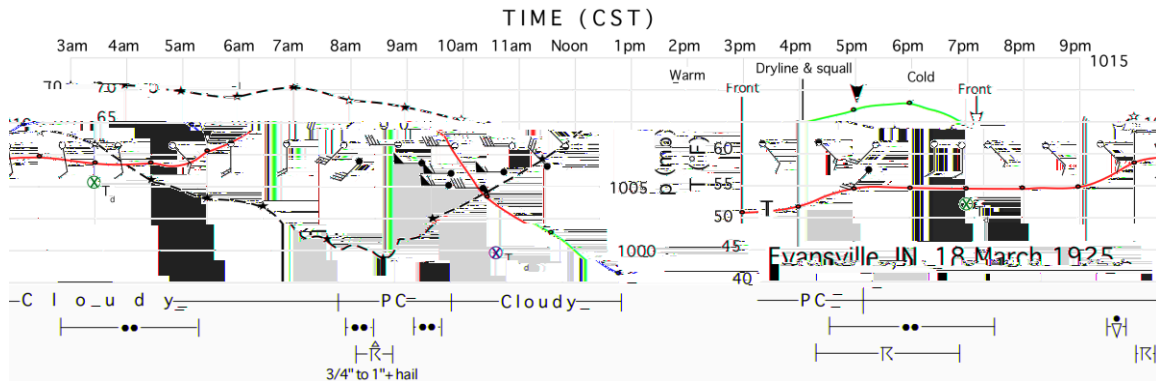 TIME (CST)
3am 4am 5am 6am 7am 8am 9am 10am 11am Noon 1pm 2pm 3pm 4pm 5pm 6pm 7pm 8pm 9pm
1015
Warm
Front
Dryline & squall
Cold
Front
70
65
60
55
50
45
40
p (mb)
T (°F)
1005
1000
T
Td
Td
Evansville, IN 18 March 1925
Cloudy
PC
Cloudy
PC
3/4" to 1"+ hail